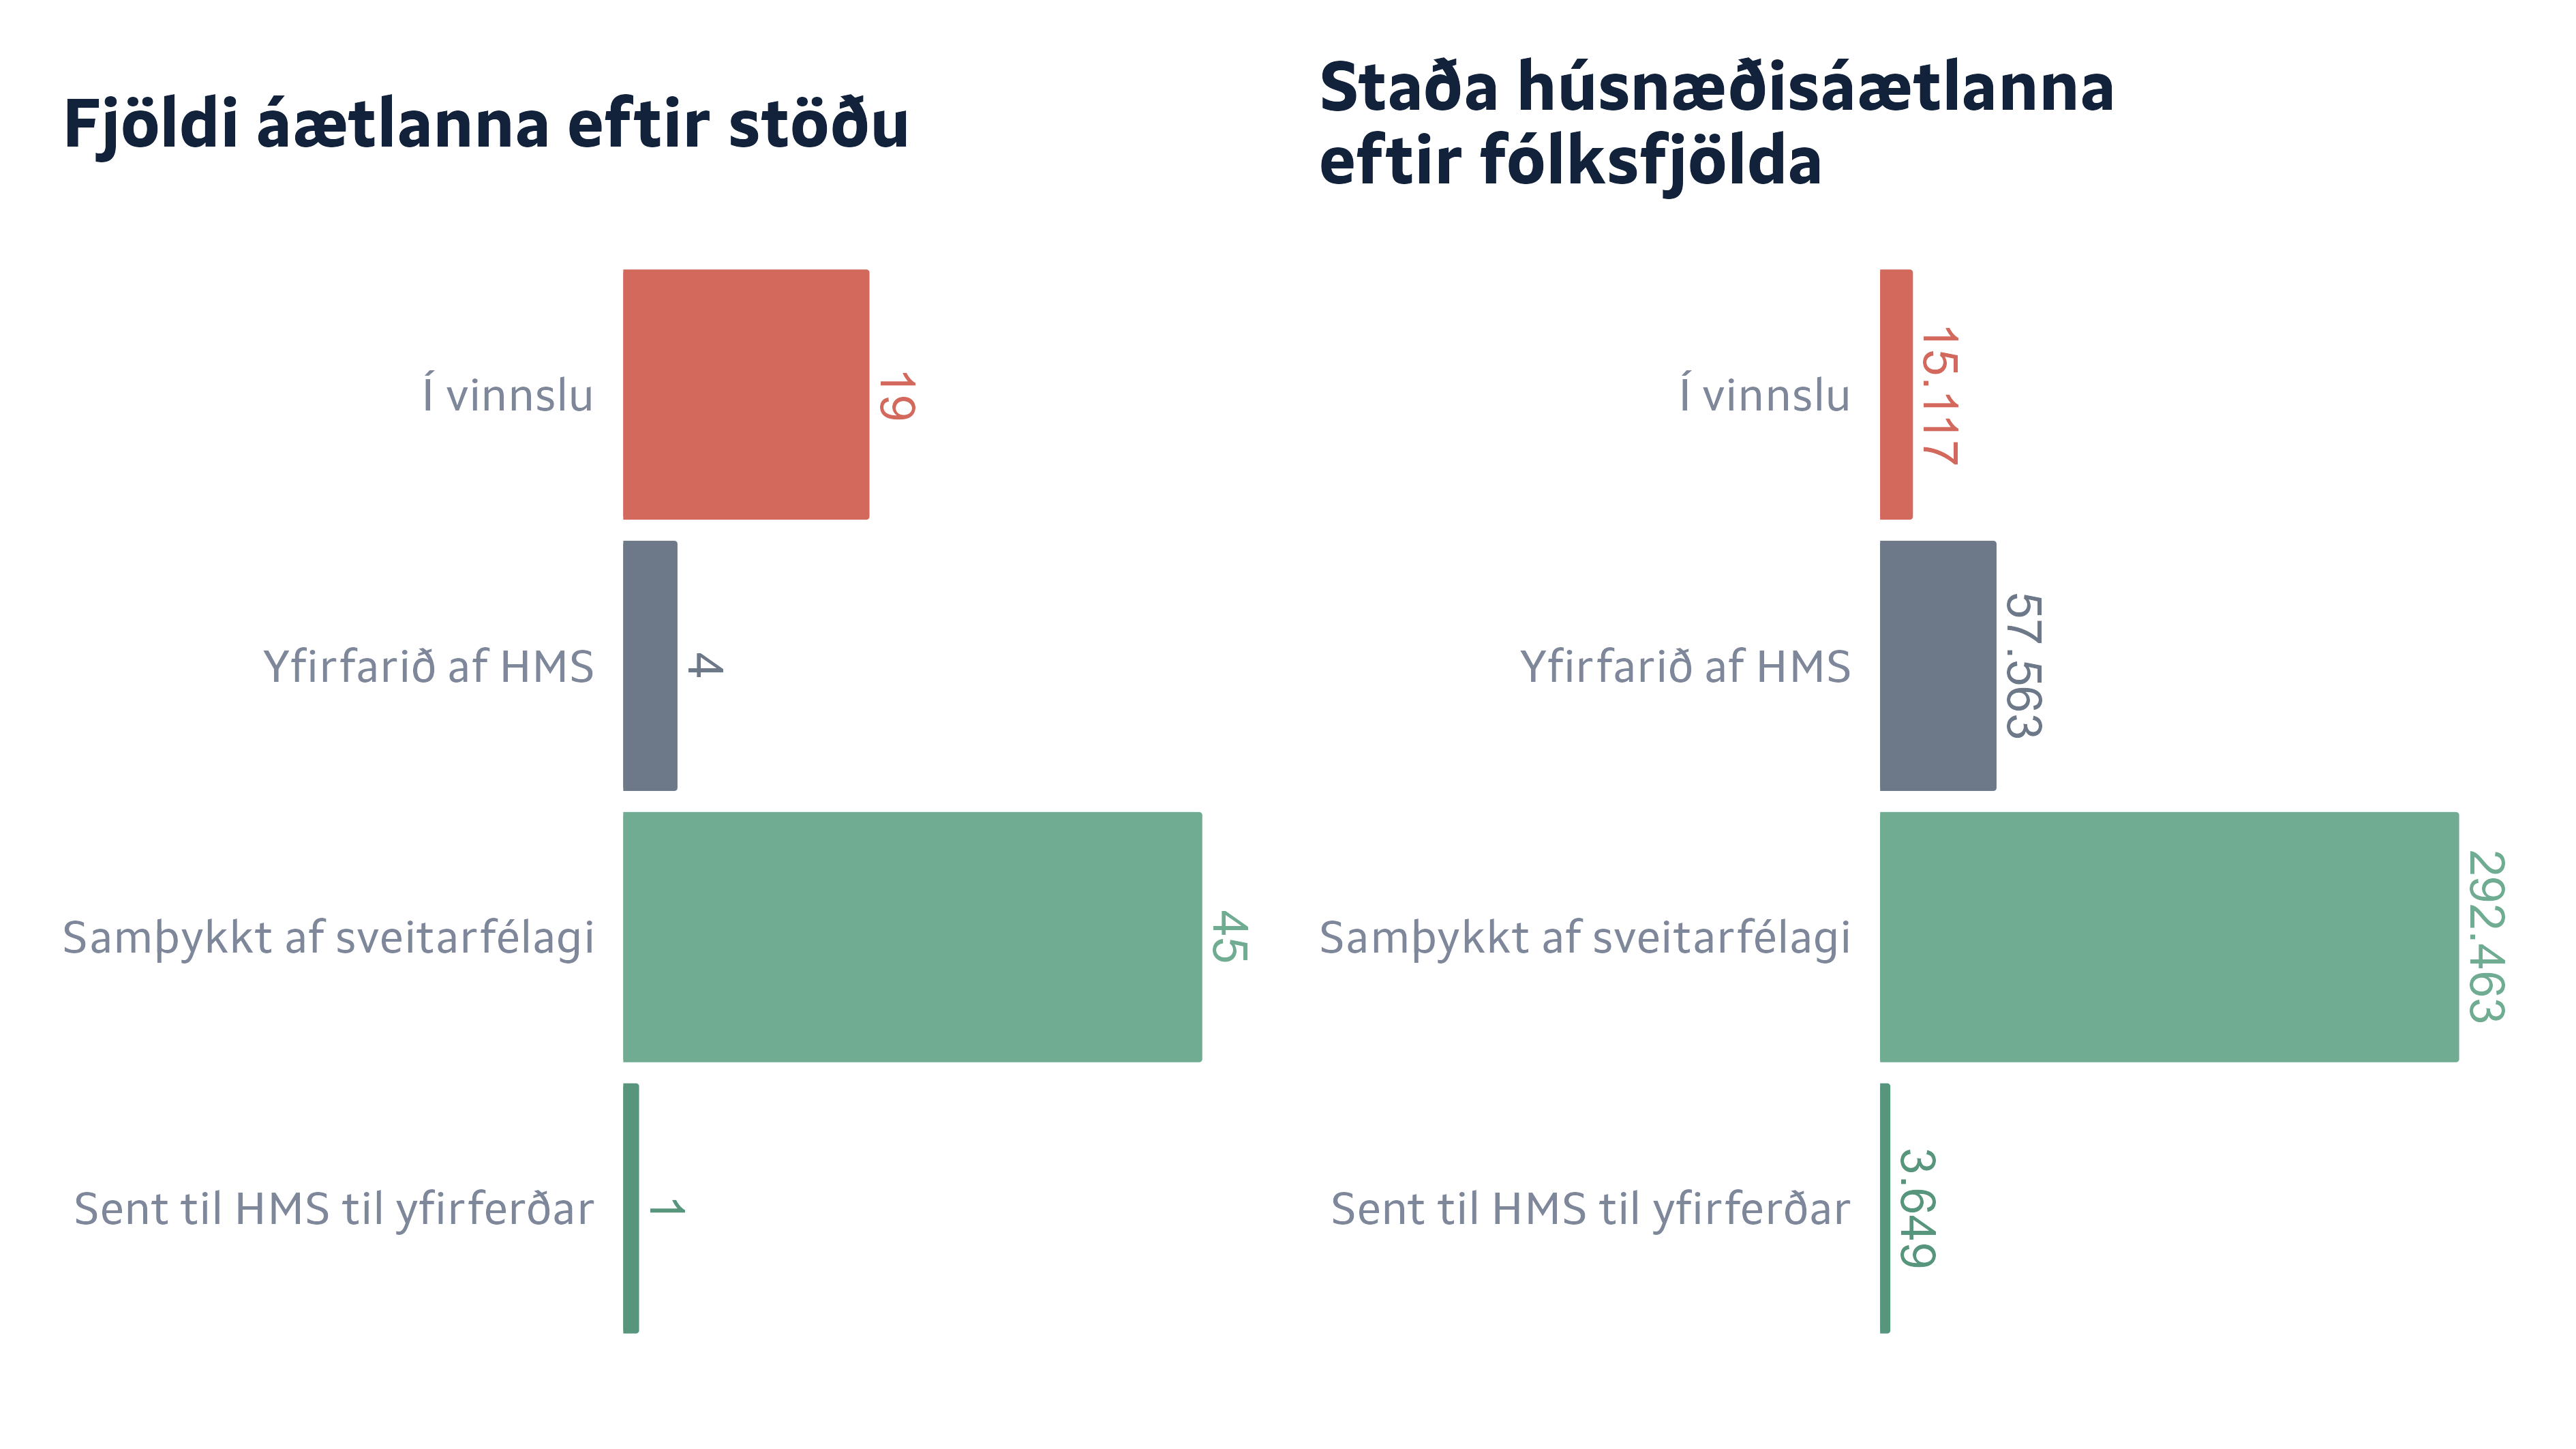 Fjöldi áætlanna eftir stöðu
Í vinnslu
19
Yfirfarið af HMS
4
Samþykkt af sveitarfélagi
45
Sent til HMS til yfirferðar
1
Staða húsnæðisáætlanna
eftir fólksfjölda
Í vinnslu
15.117
Yfirfarið af HMS
57.563
Samþykkt af sveitarfélagi
292.463
Sent til HMS til yfirferðar
3.649